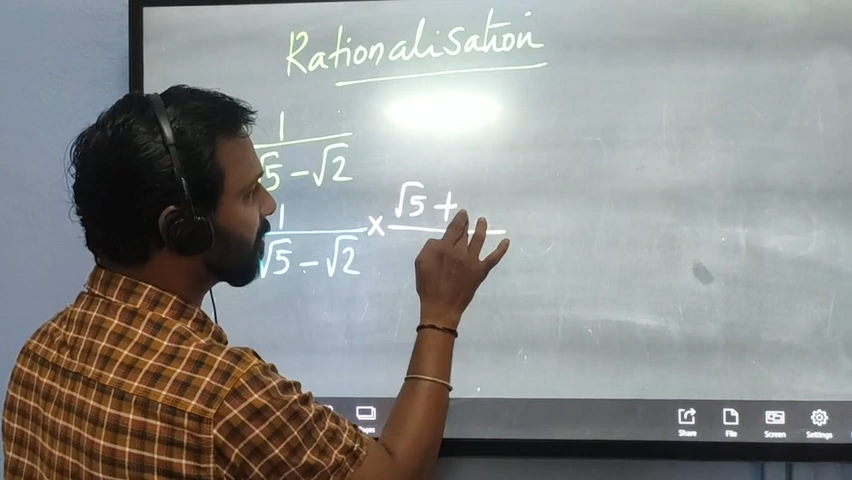 Rationalisation
1
√5 - √2
1 × √5 +
√5 - √2
Share File Screen Settings